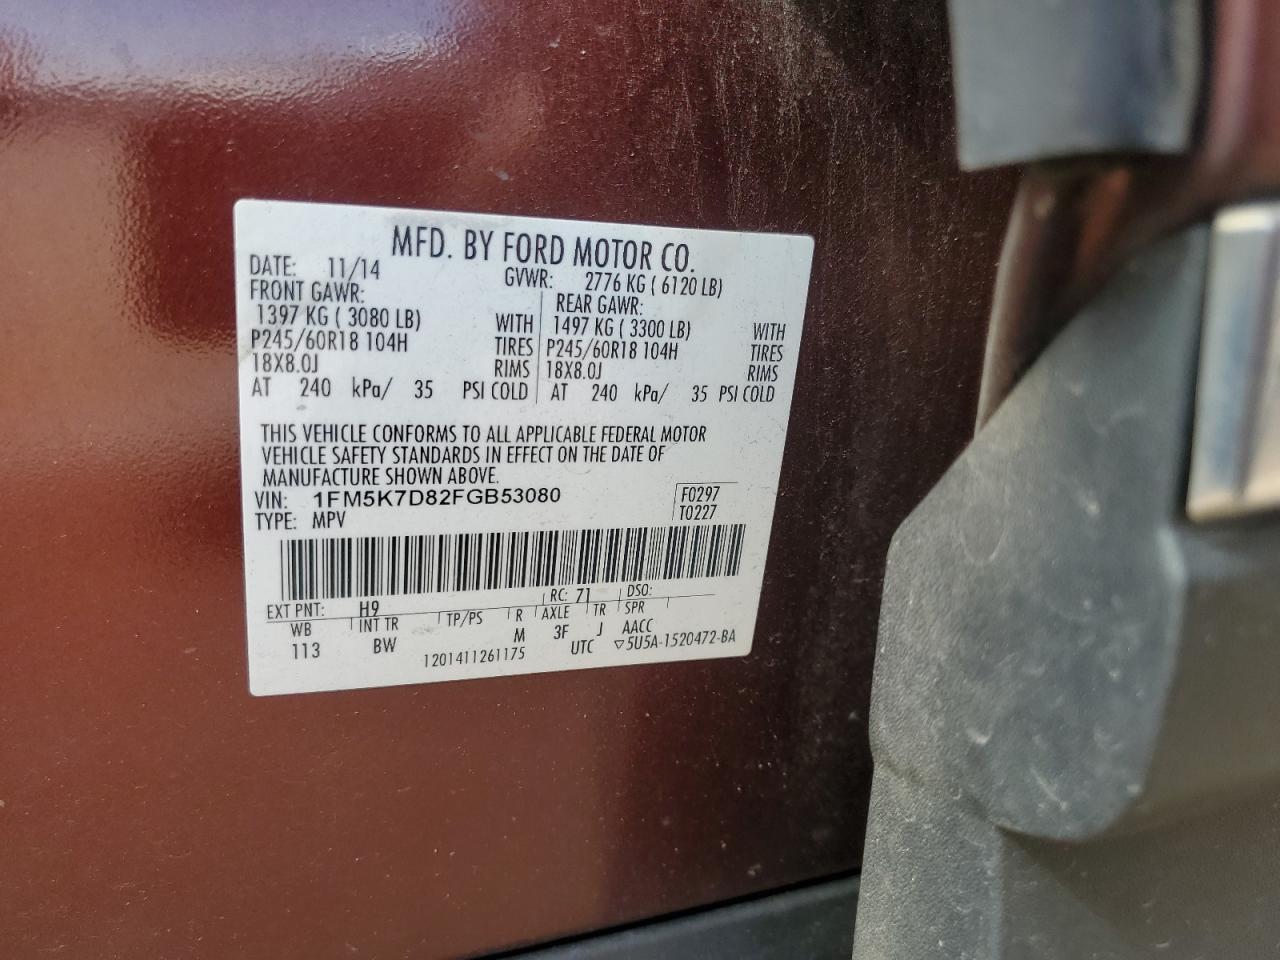 MFD. BY FORD MOTOR CO.
DATE: 11/14 GVWR: 2776 KG ( 6120 LB)
FRONT GAWR: REAR GAWR:
1397 KG ( 3080 LB) WITH 1497 KG ( 3300 LB) WITH
P245/60R18 104H TIRES P245/60R18 104H TIRES
18X8.0J RIMS 18X8.0J RIMS
AT 240 kPa/ 35 PSI COLD AT 240 kPa/ 35 PSI COLD
THIS VEHICLE CONFORMS TO ALL APPLICABLE FEDERAL MOTOR
VEHICLE SAFETY STANDARDS IN EFFECT ON THE DATE OF
MANUFACTURE SHOWN ABOVE.
VIN: 1FM5K7D82FGB53080 F0297
TYPE: MPV T0227
EXT PNT: H9 RC: 71 DSO:
WB INT TR TP/PS R AXLE TR SPR
113 BW M 3F J AACC
1201411261175 UTC ▽5U5A-1520472-BA